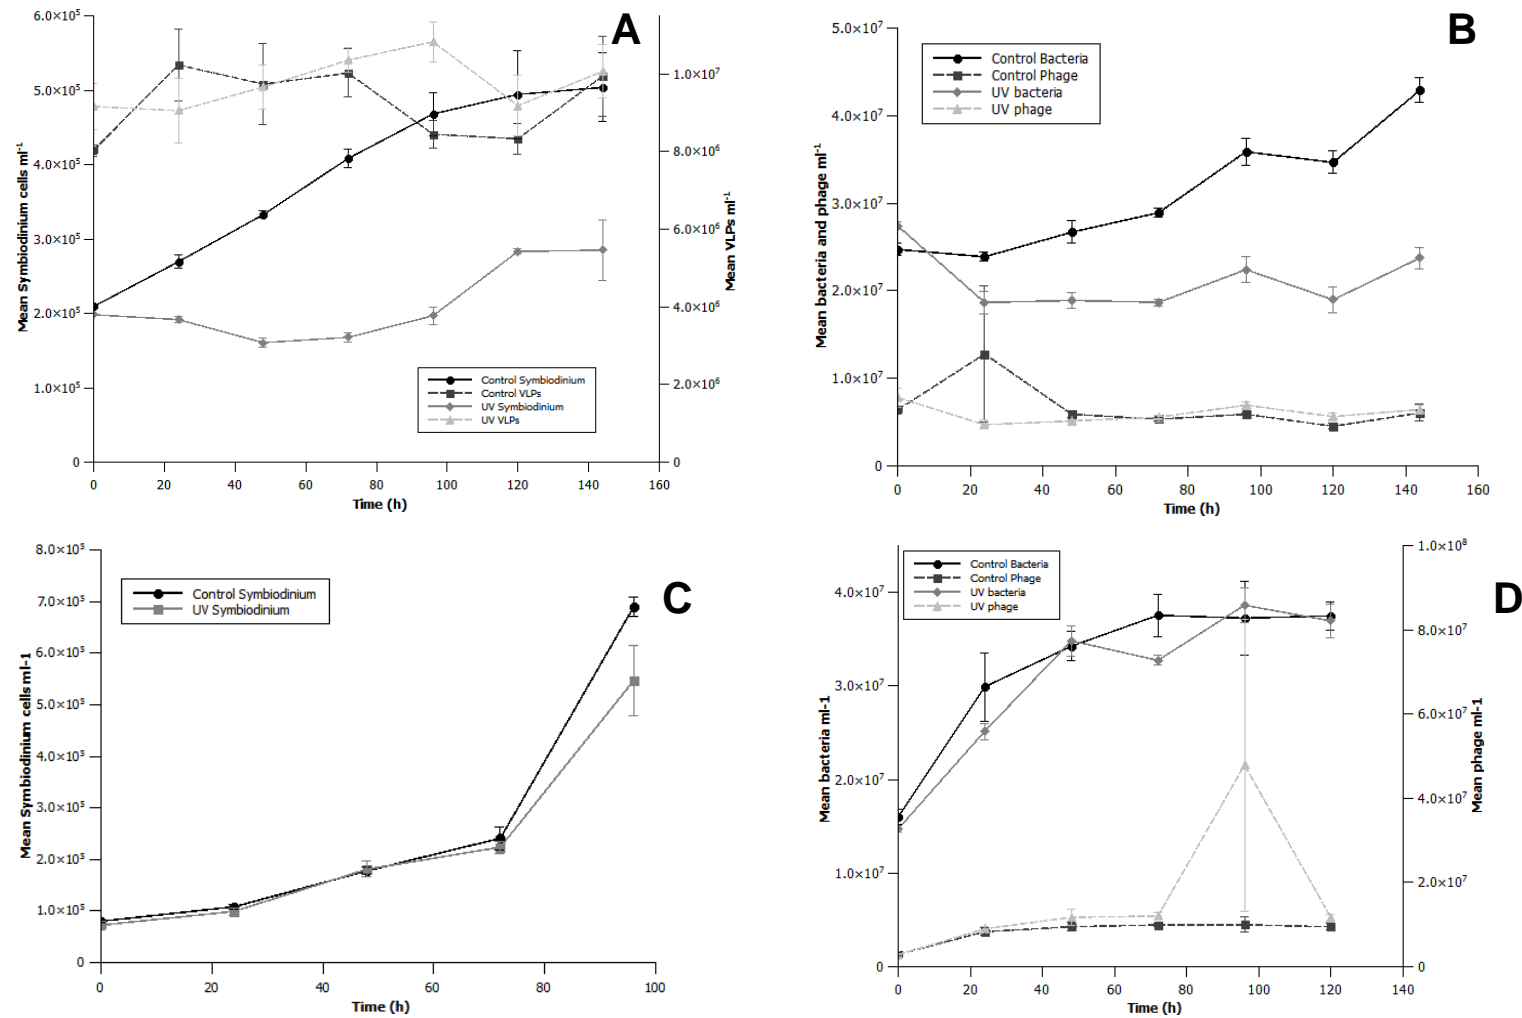 A
6.0×10⁵
5.0×10⁵
4.0×10⁵
3.0×10⁵
2.0×10⁵
1.0×10⁵
0
Mean Symbiodinium cells ml⁻¹
1.0×10⁷
8.0×10⁶
6.0×10⁶
4.0×10⁶
2.0×10⁶
0
Mean VLPs ml⁻¹
Control Symbiodinium
Control VLPs
UV Symbiodinium
UV VLPs
0 20 40 60 80 100 120 140 160
Time (h)
B
5.0×10⁷
4.0×10⁷
3.0×10⁷
2.0×10⁷
1.0×10⁷
0
Mean bacteria and phage ml⁻¹
Control Bacteria
Control Phage
UV bacteria
UV phage
0 20 40 60 80 100 120 140 160
Time (h)
C
8.0×10⁵
7.0×10⁵
6.0×10⁵
5.0×10⁵
4.0×10⁵
3.0×10⁵
2.0×10⁵
1.0×10⁵
0
Mean Symbiodinium cells ml-1
Control Symbiodinium
UV Symbiodinium
0 20 40 60 80 100
Time (h)
D
4.0×10⁷
3.0×10⁷
2.0×10⁷
1.0×10⁷
0
Mean bacteria ml-1
1.0×10⁸
8.0×10⁷
6.0×10⁷
4.0×10⁷
2.0×10⁷
0
Mean phage ml-1
Control Bacteria
Control Phage
UV bacteria
UV phage
0 20 40 60 80 100 120 140
Time (h)